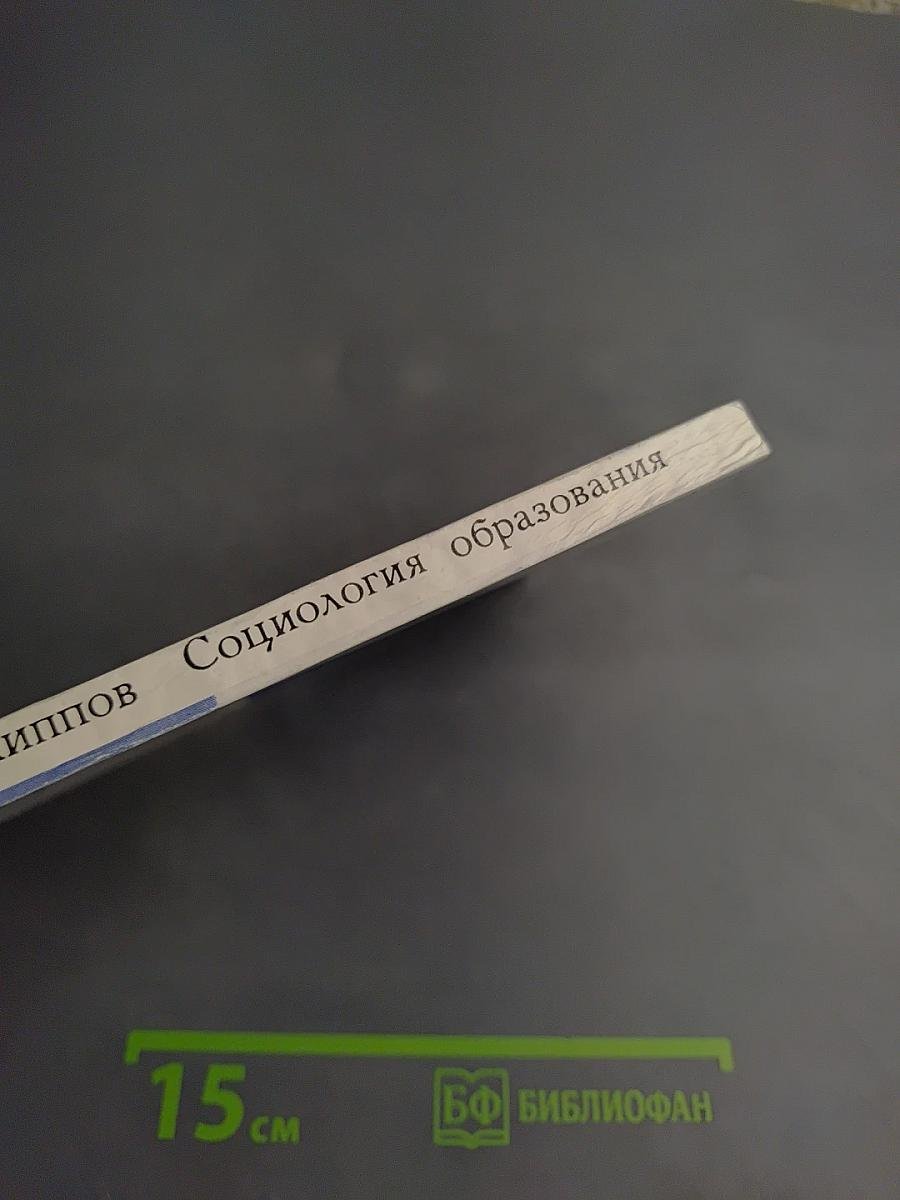 иппов Социология образования
15 см
БФ БИБЛИОФАН